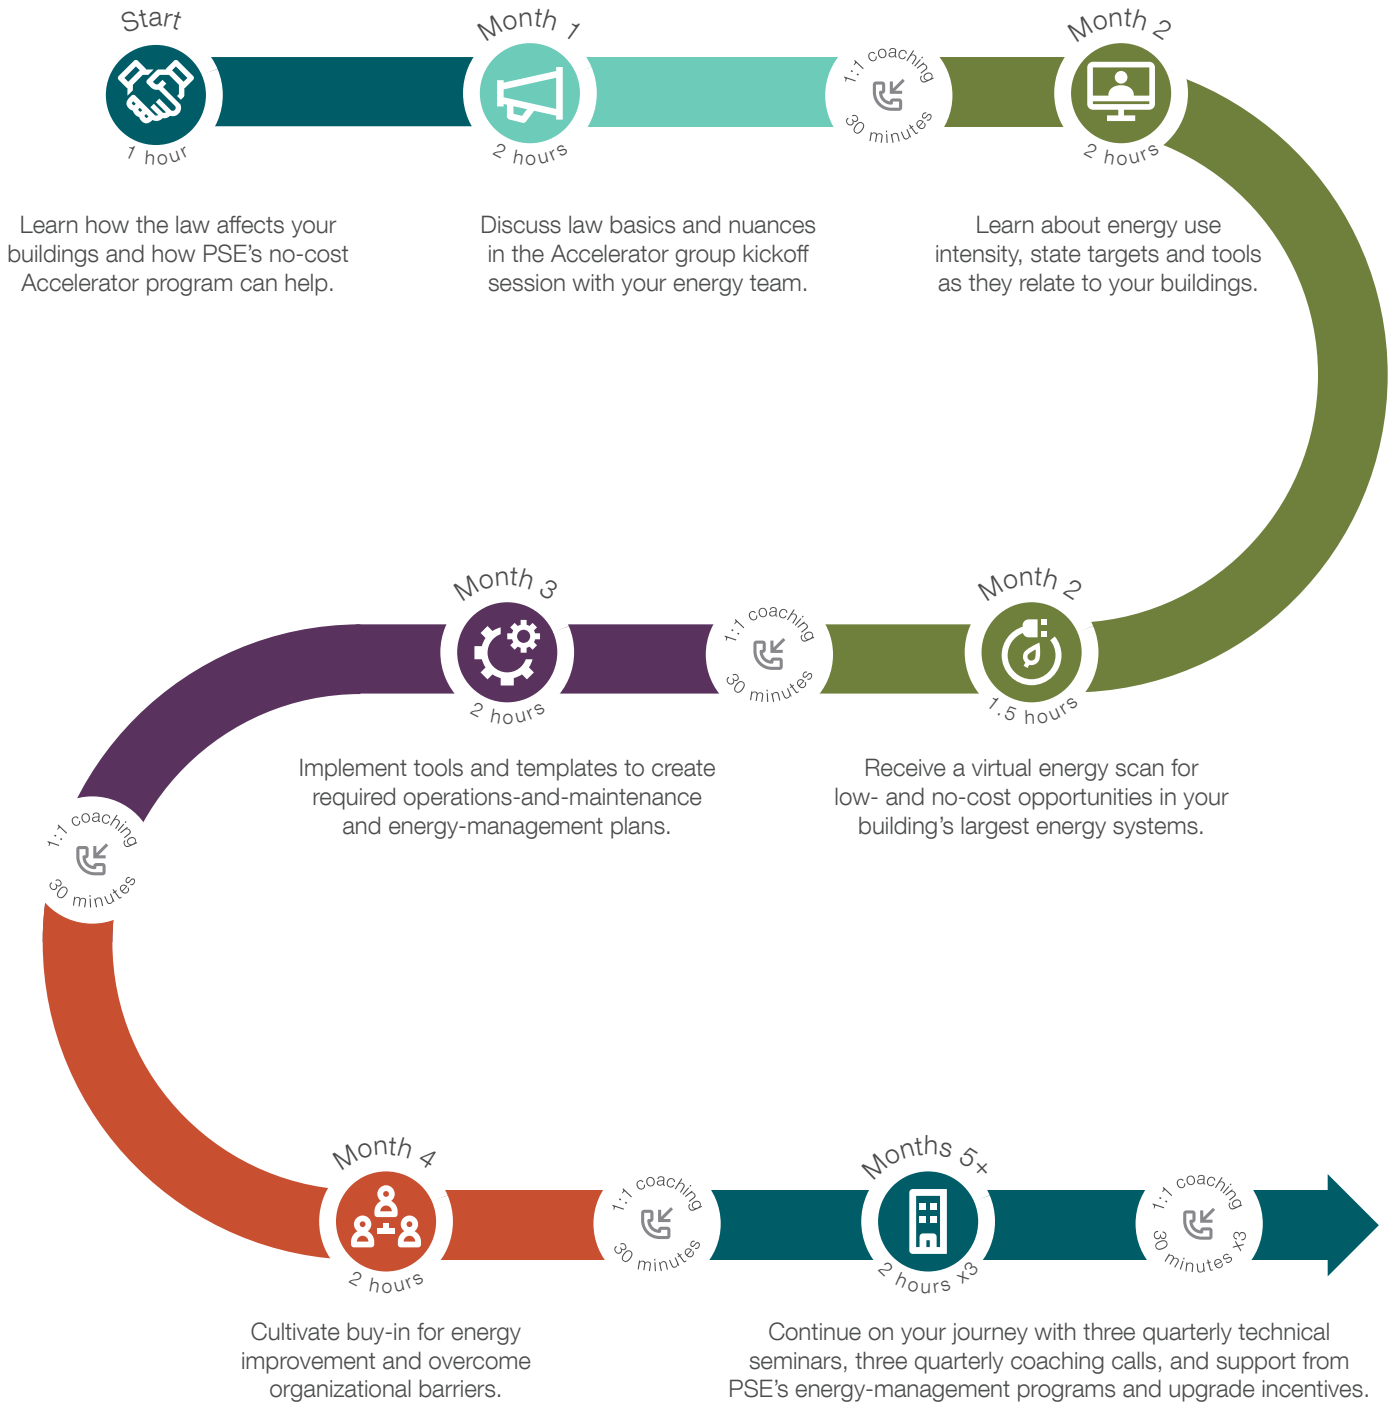 Start
1 hour
Learn how the law affects your
buildings and how PSE's no-cost
Accelerator program can help.
Month 1
2 hours
Discuss law basics and nuances
in the Accelerator group kickoff
session with your energy team.
1:1 coaching
30 minutes
Month 2
2 hours
Learn about energy use
intensity, state targets and tools
as they relate to your buildings.
Month 2
1.5 hours
Receive a virtual energy scan for
low- and no-cost opportunities in your
building's largest energy systems.
1:1 coaching
30 minutes
Month 3
2 hours
Implement tools and templates to create
required operations-and-maintenance
and energy-management plans.
1:1 coaching
30 minutes
Month 4
2 hours
Cultivate buy-in for energy
improvement and overcome
organizational barriers.
1:1 coaching
30 minutes
Months 5+
2 hours x3
Continue on your journey with three quarterly technical
seminars, three quarterly coaching calls, and support from
PSE's energy-management programs and upgrade incentives.
1:1 coaching
30 minutes x3